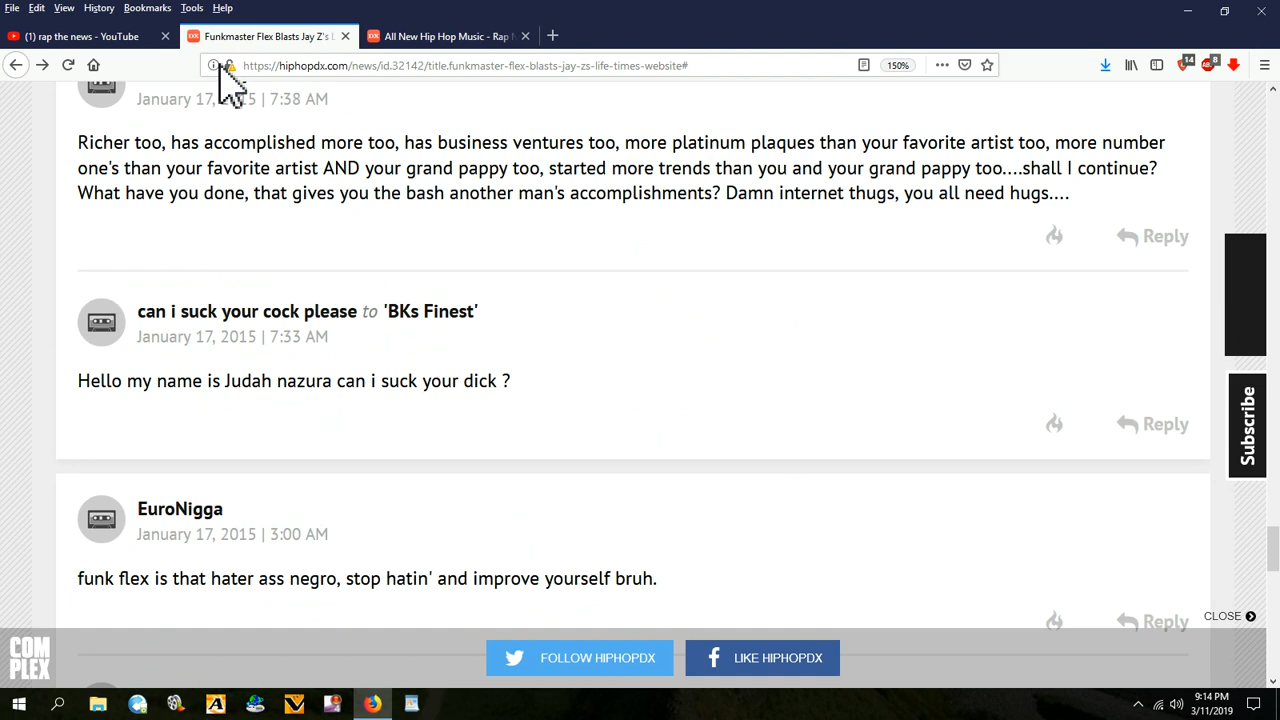 File Edit View History Bookmarks Tools Help
(1) rap the news - YouTube
Funkmaster Flex Blasts Jay Z's L
All New Hip Hop Music - Rap N
https://hiphopdx.com/news/id.32142/title.funkmaster-flex-blasts-jay-zs-life-times-website#
150%
14
8
January 17, 2015 | 7:38 AM
Richer too, has accomplished more too, has business ventures too, more platinum plaques than your favorite artist too, more number
one's than your favorite artist AND your grand pappy too, started more trends than you and your grand pappy too....shall I continue?
What have you done, that gives you the bash another man's accomplishments? Damn internet thugs, you all need hugs....
Reply
can i suck your cock please to 'BKs Finest'
January 17, 2015 | 7:33 AM
Hello my name is Judah nazura can i suck your dick ?
Reply
Subscribe
EuroNigga
January 17, 2015 | 3:00 AM
funk flex is that hater ass negro, stop hatin' and improve yourself bruh.
Reply
CLOSE
COM
PLEX
FOLLOW HIPHOPDX
LIKE HIPHOPDX
9:14 PM
3/11/2019